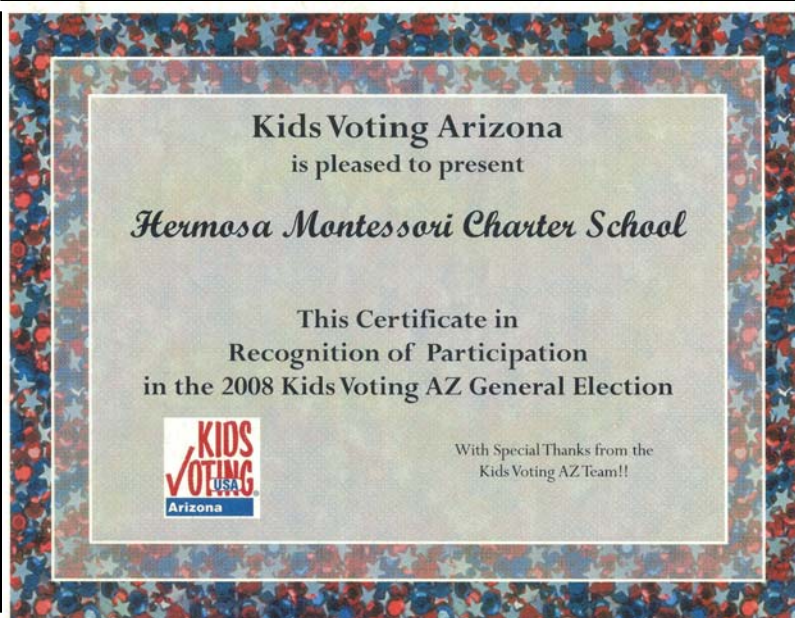 Kids Voting Arizona
is pleased to present
Hermosa Montessori Charter School
This Certificate in
Recognition of Participation
in the 2008 Kids Voting AZ General Election
KIDS
VOTING
USA
Arizona
With Special Thanks from the
Kids Voting AZ Team!!